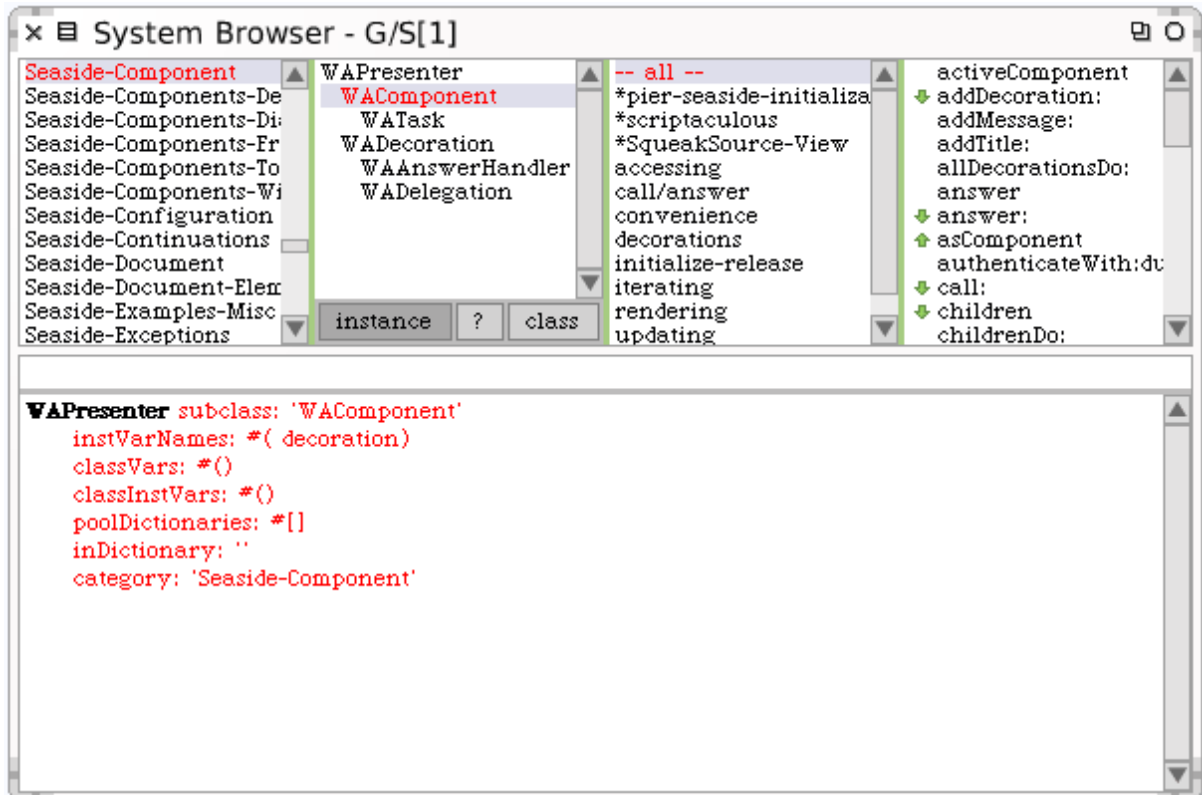 System Browser - G/S[1]
Seaside-Component
Seaside-Components-De
Seaside-Components-Di
Seaside-Components-Fr
Seaside-Components-To
Seaside-Components-Wi
Seaside-Configuration
Seaside-Continuations
Seaside-Document
Seaside-Document-Elem
Seaside-Examples-Misc
Seaside-Exceptions
WAPresenter
WAComponent
WATask
WADecoration
WAAnswerHandler
WADelegation
instance ? class
-- all --
*pier-seaside-initializa
*scriptaculous
*SqueakSource-View
accessing
call/answer
convenience
decorations
initialize-release
iterating
rendering
updating
activeComponent
addDecoration:
addMessage:
addTitle:
allDecorationsDo:
answer
answer:
asComponent
authenticateWith:du
call:
children
childrenDo:
WAPresenter subclass: 'WAComponent'
instVarNames: #( decoration)
classVars: #()
classInstVars: #()
poolDictionaries: #[]
inDictionary: ''
category: 'Seaside-Component'